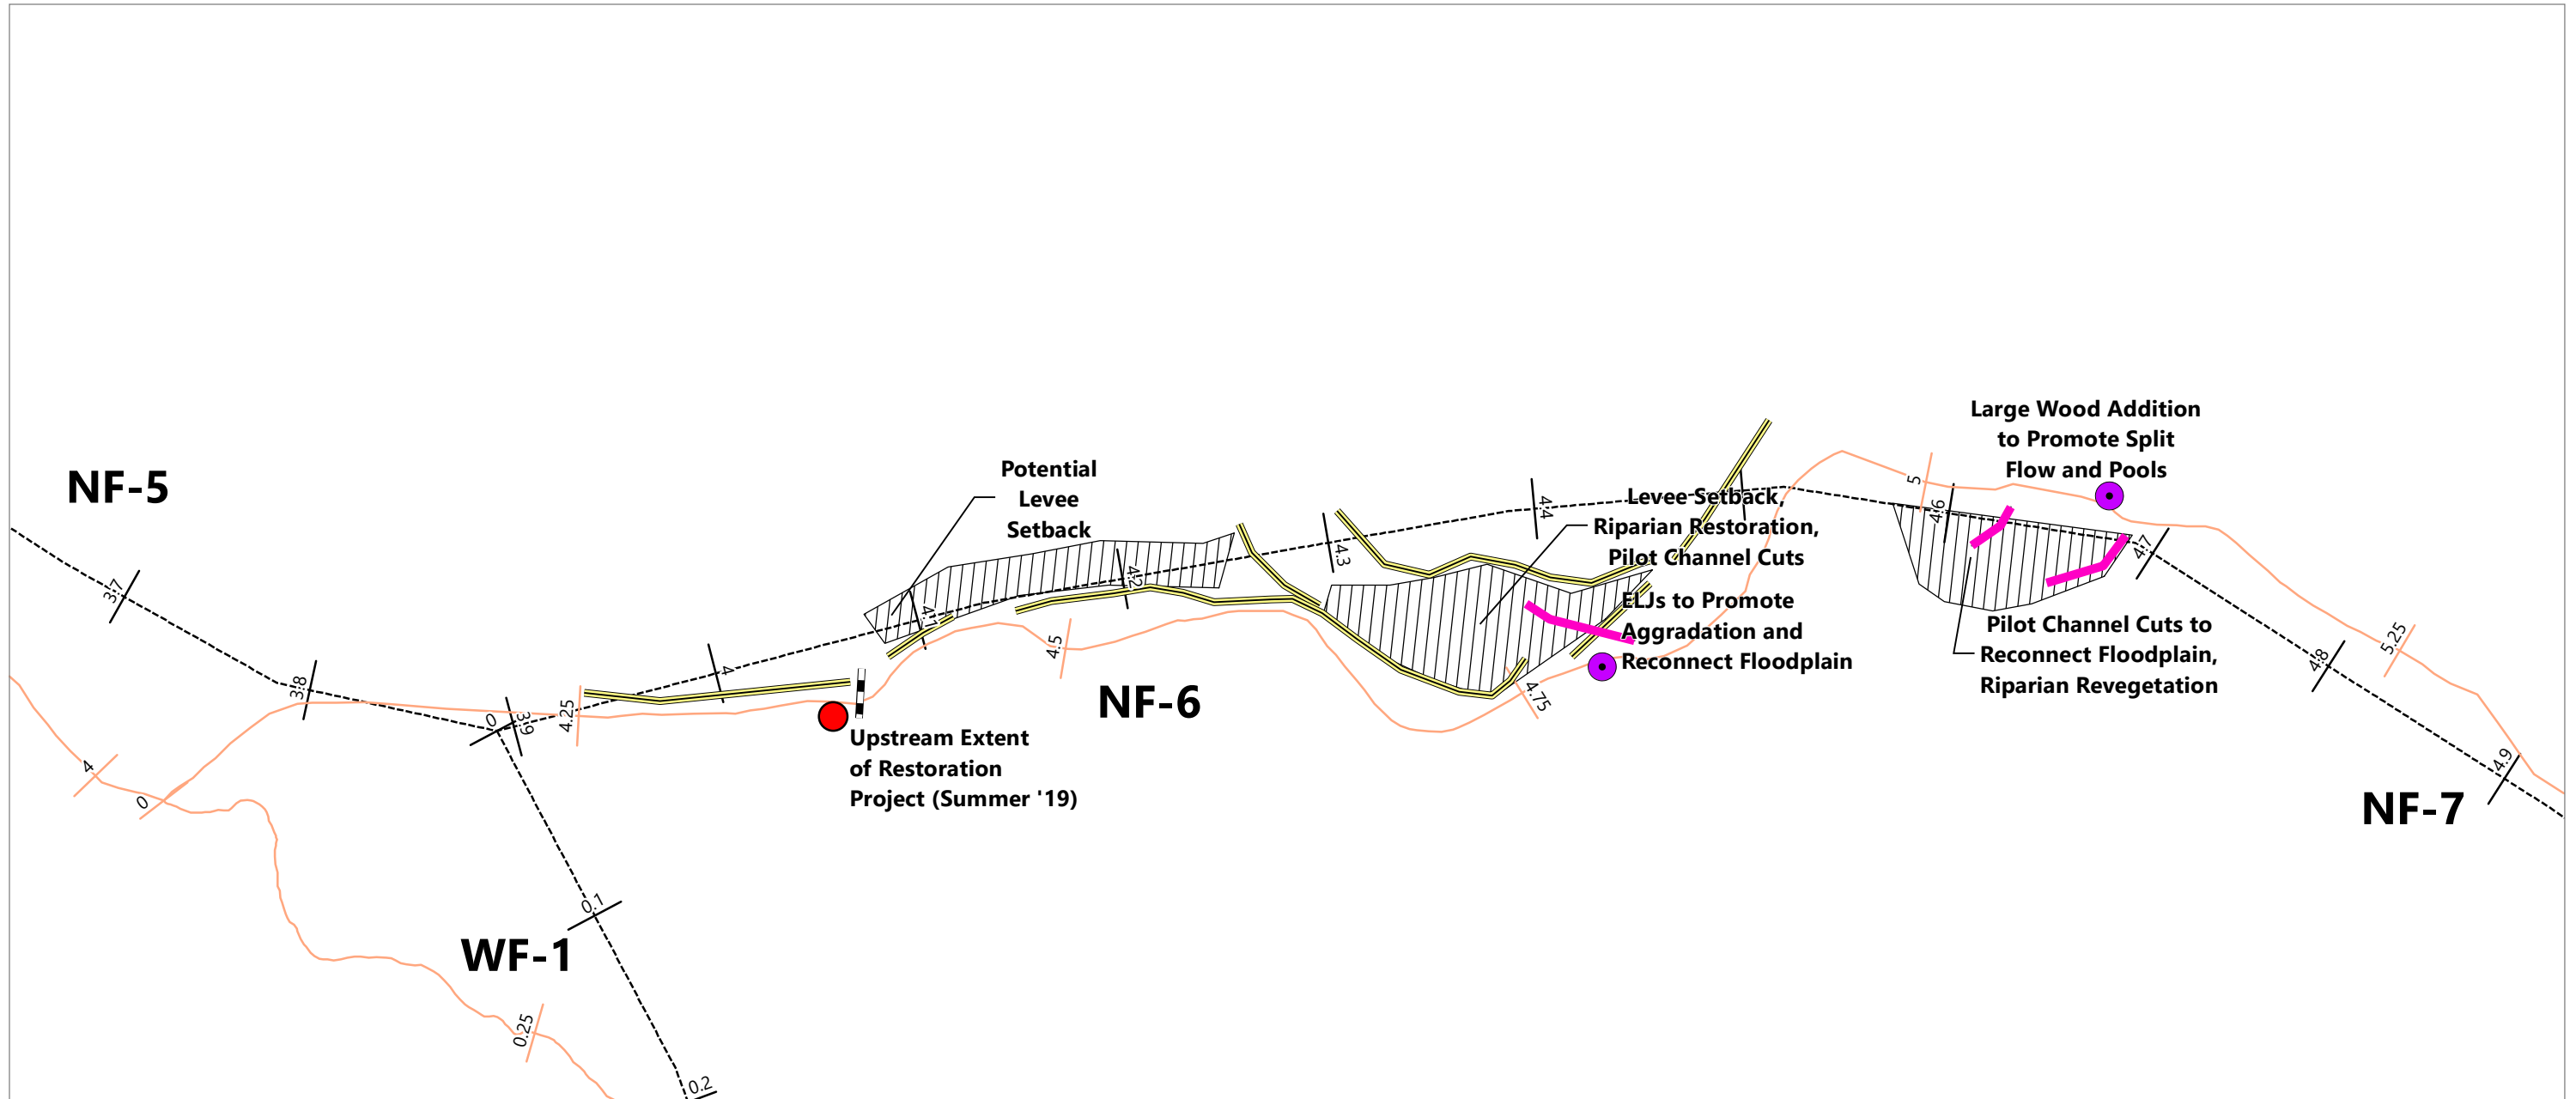 Large Wood Addition
to Promote Split
Flow and Pools
NF-5
Potential
Levee
Setback
Levee Setback,
Riparian Restoration,
Pilot Channel Cuts
ELJs to Promote
Aggradation and
Reconnect Floodplain
Pilot Channel Cuts to
Reconnect Floodplain,
Riparian Revegetation
NF-6
Upstream Extent
of Restoration
Project (Summer '19)
NF-7
WF-1
3.7
3.8
3.9
4
4.1
4.2
4.3
4.4
4.6
4.7
4.8
4.9
0
0.1
0.2
4
0
0.25
4.25
4.5
4.75
5
5.25